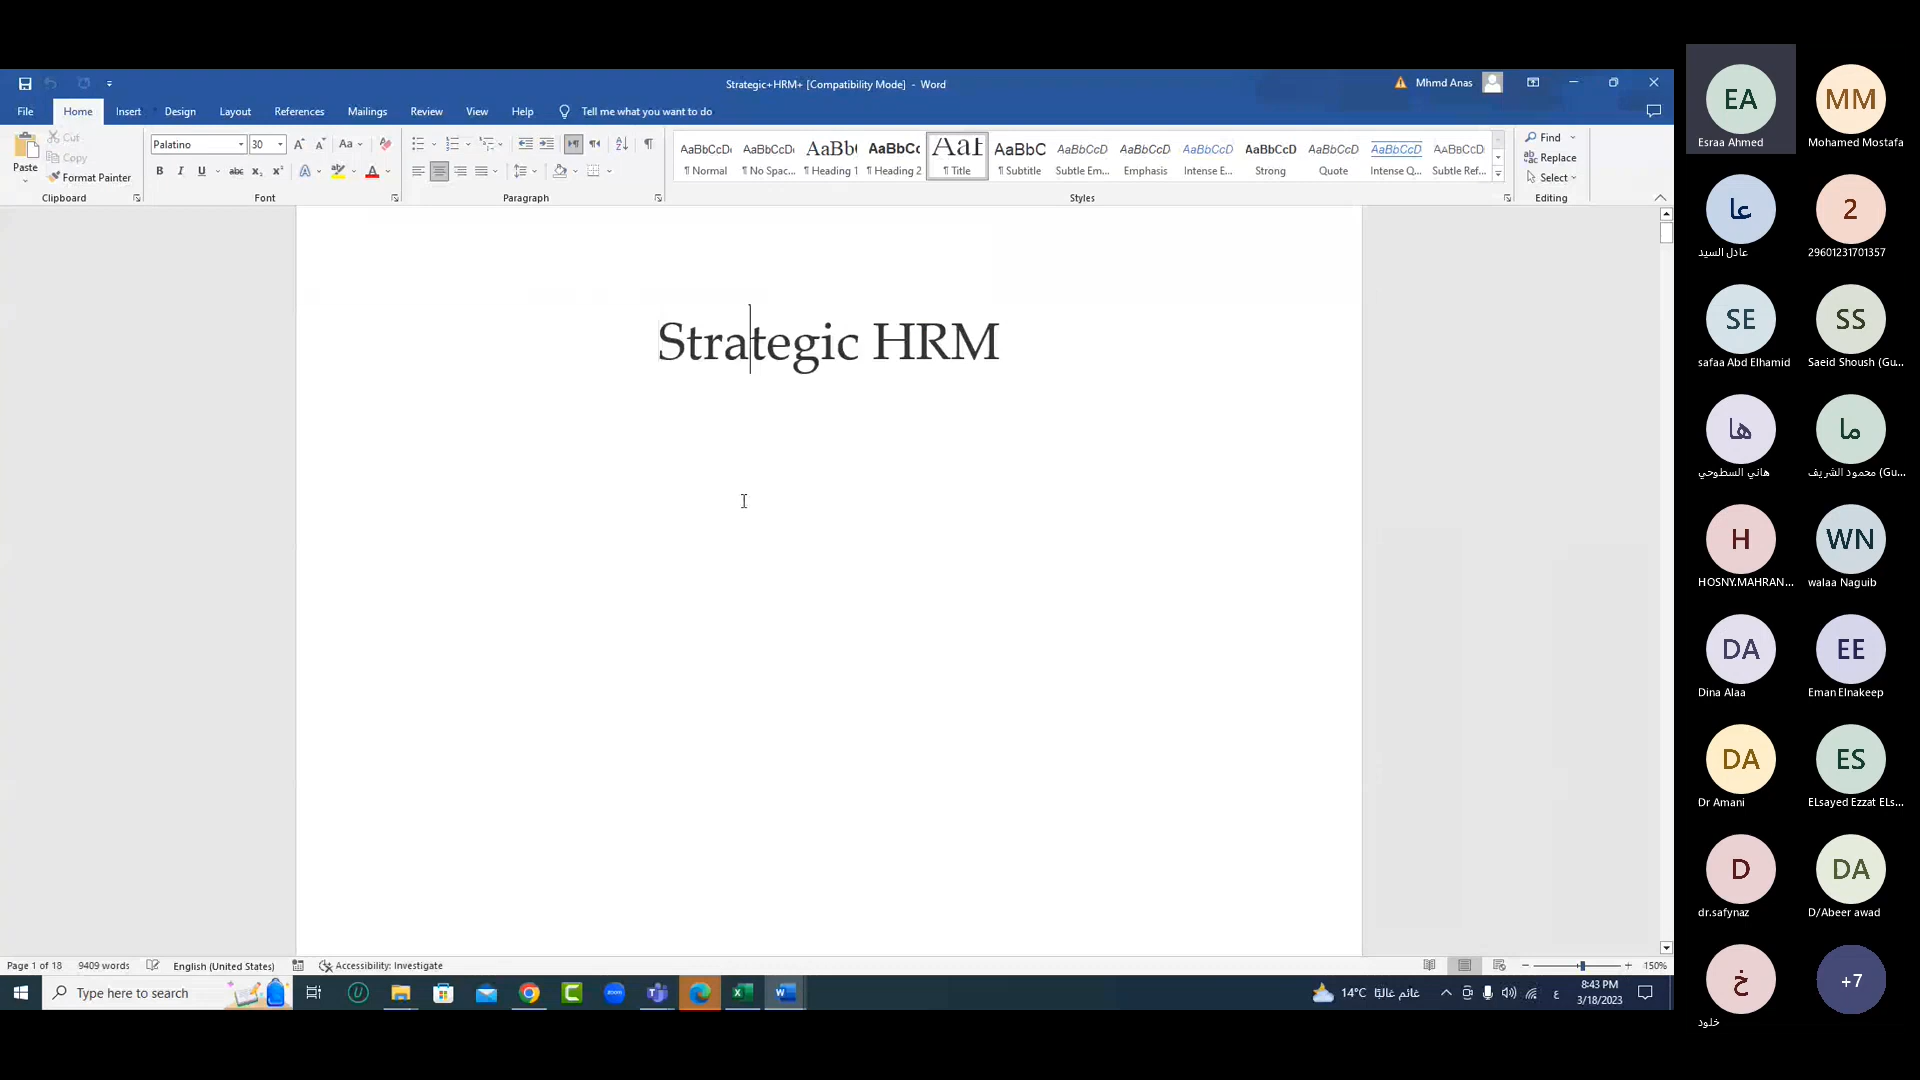 Strategic+HRM+ [Compatibility Mode] - Word
Mhmd Anas
File Home Insert Design Layout References Mailings Review View Help Tell me what you want to do
Paste
Cut
Copy
Format Painter
Clipboard
Palatino 30
Font
Paragraph
AaBbCcDc AaBbCcDc AaBb( AaBbCc AaB AaBbC AaBbCcD AaBbCcD AaBbCcD AaBbCcD AaBbCcD AaBbCcD AaBbCcD
¶ Normal ¶ No Spac... ¶ Heading 1 ¶ Heading 2 ¶ Title ¶ Subtitle Subtle Em... Emphasis Intense E... Strong Quote Intense Q... Subtle Ref...
Styles
Find
Replace
Select
Editing
Strategic HRM
Page 1 of 18 9409 words English (United States) Accessibility: Investigate 150%
Type here to search
14°C غائم غالبًا
ع
8:43 PM
3/18/2023
EA MM
Esraa Ahmed Mohamed Mostafa
عا 2
عادل السيد 29601231701357
SE SS
safaa Abd Elhamid Saeid Shoush (Gu...
ها ما
هاني السطوحي محمود الشريف (Gu...
H WN
HOSNY.MAHRAN... walaa Naguib
DA EE
Dina Alaa Eman Elnakeep
DA ES
Dr Amani ELsayed Ezzat ELs...
D DA
dr.safynaz D/Abeer awad
خ +7
خلود